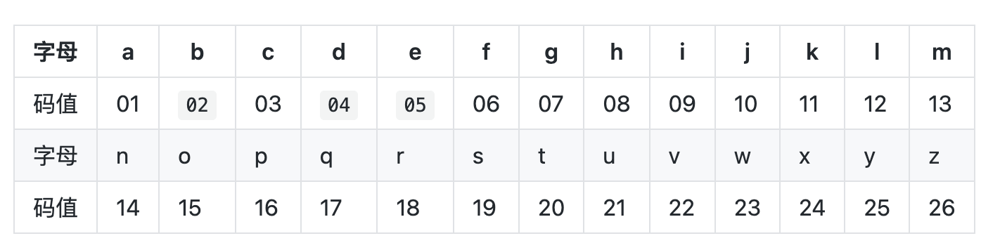 字母 a b c d e f g h i j k l m
码值 01 02 03 04 05 06 07 08 09 10 11 12 13
字母 n o p q r s t u v w x y z
码值 14 15 16 17 18 19 20 21 22 23 24 25 26